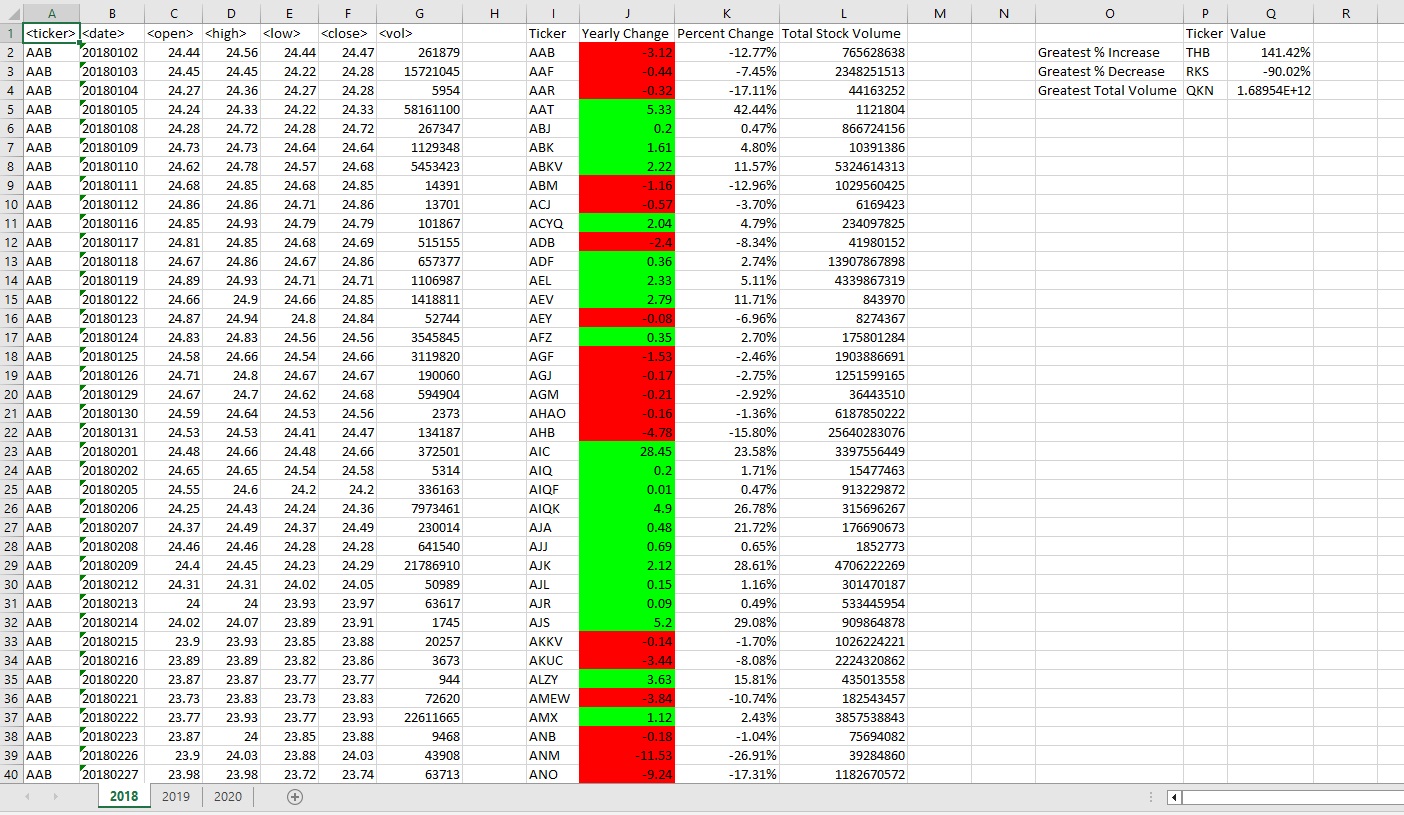 A B C D E F G H I J K L M N O P Q R
1 <ticker> <date> <open> <high> <low> <close> <vol> Ticker Yearly Change Percent Change Total Stock Volume Ticker Value
2 AAB 20180102 24.44 24.56 24.44 24.47 261879 AAB -3.12 -12.77% 765628638 Greatest % Increase THB 141.42%
3 AAB 20180103 24.45 24.45 24.22 24.28 15721045 AAF -0.44 -7.45% 2348251513 Greatest % Decrease RKS -90.02%
4 AAB 20180104 24.27 24.36 24.27 24.28 5954 AAR -0.32 -17.11% 44163252 Greatest Total Volume QKN 1.68954E+12
5 AAB 20180105 24.24 24.33 24.22 24.33 58161100 AAT 5.33 42.44% 1121804
6 AAB 20180108 24.28 24.72 24.28 24.72 267347 ABJ 0.2 0.47% 866724156
7 AAB 20180109 24.73 24.73 24.64 24.64 1129348 ABK 1.61 4.80% 10391386
8 AAB 20180110 24.62 24.78 24.57 24.68 5453423 ABKV 2.22 11.57% 5324614313
9 AAB 20180111 24.68 24.85 24.68 24.85 14391 ABM -1.16 -12.96% 1029560425
10 AAB 20180112 24.86 24.86 24.71 24.86 13701 ACJ -0.57 -3.70% 6169423
11 AAB 20180116 24.85 24.93 24.79 24.79 101867 ACYQ 2.04 4.79% 234097825
12 AAB 20180117 24.81 24.85 24.68 24.69 515155 ADB -2.4 -8.34% 41980152
13 AAB 20180118 24.67 24.86 24.67 24.86 657377 ADF 0.36 2.74% 13907867898
14 AAB 20180119 24.89 24.93 24.71 24.71 1106987 AEL 2.33 5.11% 4339867319
15 AAB 20180122 24.66 24.9 24.66 24.85 1418811 AEV 2.79 11.71% 843970
16 AAB 20180123 24.87 24.94 24.8 24.84 52744 AEY -0.08 -6.96% 8274367
17 AAB 20180124 24.83 24.83 24.56 24.56 3545845 AFZ 0.35 2.70% 175801284
18 AAB 20180125 24.58 24.66 24.54 24.66 3119820 AGF -1.53 -2.46% 1903886691
19 AAB 20180126 24.71 24.8 24.67 24.67 190060 AGJ -0.17 -2.75% 1251599165
20 AAB 20180129 24.67 24.7 24.62 24.68 594904 AGM -0.21 -2.92% 36443510
21 AAB 20180130 24.59 24.64 24.53 24.56 2373 AHAO -0.16 -1.36% 6187850222
22 AAB 20180131 24.53 24.53 24.41 24.47 134187 AHB -4.78 -15.80% 25640283076
23 AAB 20180201 24.48 24.66 24.48 24.66 372501 AIC 28.45 23.58% 3397556449
24 AAB 20180202 24.65 24.65 24.54 24.58 5314 AIQ 0.2 1.71% 15477463
25 AAB 20180205 24.55 24.6 24.2 24.2 336163 AIQF 0.01 0.47% 913229872
26 AAB 20180206 24.25 24.43 24.24 24.36 7973461 AIQK 4.9 26.78% 315696267
27 AAB 20180207 24.37 24.49 24.37 24.49 230014 AJA 0.48 21.72% 176690673
28 AAB 20180208 24.46 24.46 24.28 24.28 641540 AJJ 0.69 0.65% 1852773
29 AAB 20180209 24.4 24.45 24.23 24.29 21786910 AJK 2.12 28.61% 4706222269
30 AAB 20180212 24.31 24.31 24.02 24.05 50989 AJL 0.15 1.16% 301470187
31 AAB 20180213 24 24 23.93 23.97 63617 AJR 0.09 0.49% 533445954
32 AAB 20180214 24.02 24.07 23.89 23.91 1745 AJS 5.2 29.08% 909864878
33 AAB 20180215 23.9 23.93 23.85 23.88 20257 AKKV -0.14 -1.70% 1026224221
34 AAB 20180216 23.89 23.89 23.82 23.86 3673 AKUC -3.44 -8.08% 2224320862
35 AAB 20180220 23.87 23.87 23.77 23.77 944 ALZY 3.63 15.81% 435013558
36 AAB 20180221 23.73 23.83 23.73 23.83 72620 AMEW -3.84 -10.74% 182543457
37 AAB 20180222 23.77 23.93 23.77 23.93 22611665 AMX 1.12 2.43% 3857538843
38 AAB 20180223 23.87 24 23.85 23.88 9468 ANB -0.18 -1.04% 75694082
39 AAB 20180226 23.9 24.03 23.88 24.03 43908 ANM -11.53 -26.91% 39284860
40 AAB 20180227 23.98 23.98 23.72 23.74 63713 ANO -9.24 -17.31% 1182670572
2018 2019 2020